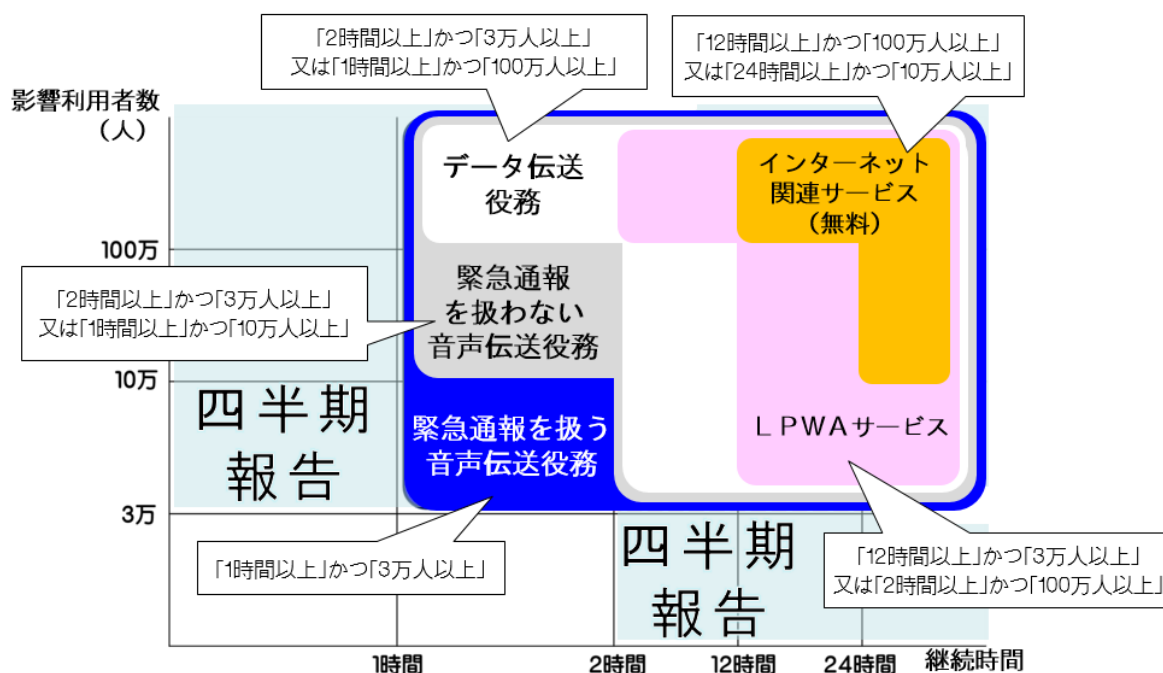 「2時間以上」かつ「3万人以上」
又は「1時間以上」かつ「100万人以上」
「12時間以上」かつ「100万人以上」
又は「24時間以上」かつ「10万人以上」
影響利用者数
（人）
データ伝送
役務
インターネット
関連サービス
（無料）
100万
「2時間以上」かつ「3万人以上」
又は「1時間以上」かつ「10万人以上」
緊急通報
を扱わない
音声伝送役務
10万
四半期
報告
緊急通報を扱う
音声伝送役務
ＬＰＷＡサービス
3万
「1時間以上」かつ「3万人以上」
四半期
報告
「12時間以上」かつ「3万人以上」
又は「2時間以上」かつ「100万人以上」
1時間
2時間
12時間
24時間
継続時間